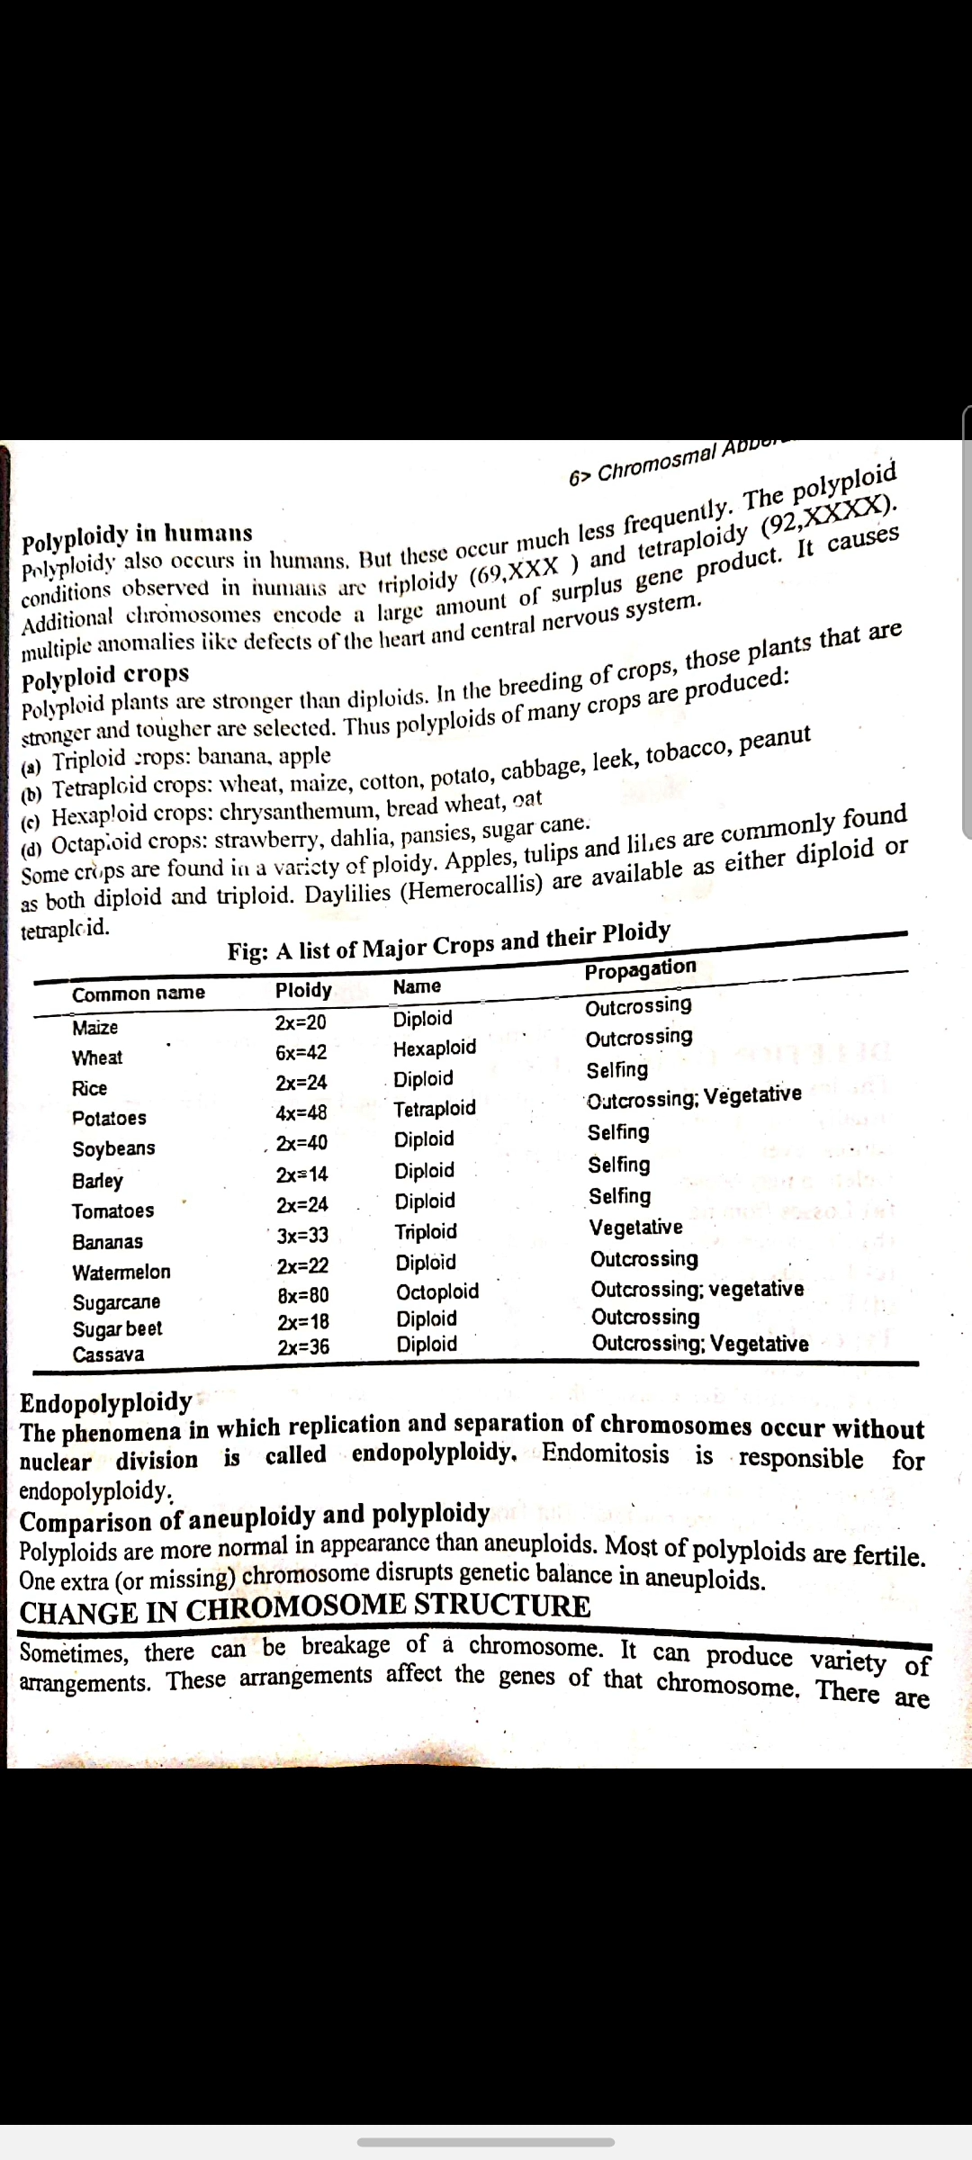 6> Chromosmal
Polyploidy in humans
Polyploidy also occurs in humans. But these occur much less frequently. The polyploid
conditions observed in humans are triploidy (69,XXX ) and tetraploidy (92,XXXX).
Additional chromosomes encode a large amount of surplus gene product. It causes
multiple anomalies like defects of the heart and central nervous system.
Polyploid crops
Polyploid plants are stronger than diploids. In the breeding of crops, those plants that are
stronger and tougher are selected. Thus polyploids of many crops are produced:
(a) Triploid crops: banana, apple
(b) Tetraploid crops: wheat, maize, cotton, potato, cabbage, leek, tobacco, peanut
(c) Hexaploid crops: chrysanthemum, bread wheat, oat
(d) Octaploid crops: strawberry, dahlia, pansies, sugar cane.
Some crops are found in a variety of ploidy. Apples, tulips and lilies are commonly found
as both diploid and triploid. Daylilies (Hemerocallis) are available as either diploid or
tetraploid.
Fig: A list of Major Crops and their Ploidy
Common name Ploidy Name Propagation
Maize 2x=20 Diploid Outcrossing
Wheat 6x=42 Hexaploid Outcrossing
Rice 2x=24 Diploid Selfing
Potatoes 4x=48 Tetraploid Outcrossing; Vegetative
Soybeans 2x=40 Diploid Selfing
Barley 2x=14 Diploid Selfing
Tomatoes 2x=24 Diploid Selfing
Bananas 3x=33 Triploid Vegetative
Watermelon 2x=22 Diploid Outcrossing
Sugarcane 8x=80 Octoploid Outcrossing; vegetative
Sugar beet 2x=18 Diploid Outcrossing
Cassava 2x=36 Diploid Outcrossing; Vegetative
Endopolyploidy
The phenomena in which replication and separation of chromosomes occur without
nuclear division is called endopolyploidy. Endomitosis is responsible for
endopolyploidy.
Comparison of aneuploidy and polyploidy
Polyploids are more normal in appearance than aneuploids. Most of polyploids are fertile.
One extra (or missing) chromosome disrupts genetic balance in aneuploids.
CHANGE IN CHROMOSOME STRUCTURE
Sometimes, there can be breakage of a chromosome. It can produce variety of
arrangements. These arrangements affect the genes of that chromosome. There are